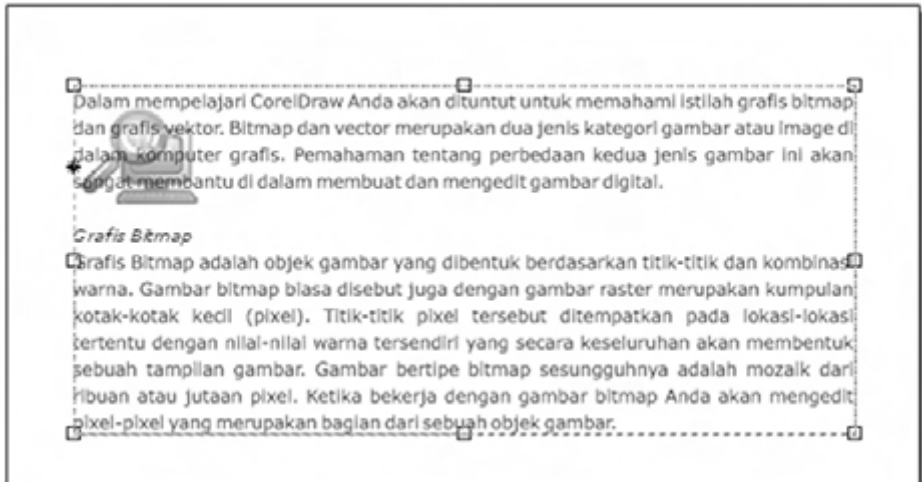 Dalam mempelajari CorelDraw Anda akan dituntut untuk memahami istilah grafis bitmap
dan grafis vektor. Bitmap dan vector merupakan dua jenis kategori gambar atau image di
dalam komputer grafis. Pemahaman tentang perbedaan kedua jenis gambar ini akan
sangat membantu di dalam membuat dan mengedit gambar digital.
Grafis Bitmap
Grafis Bitmap adalah objek gambar yang dibentuk berdasarkan titik-titik dan kombinasi
warna. Gambar bitmap biasa disebut juga dengan gambar raster merupakan kumpulan
kotak-kotak kecil (pixel). Titik-titik pixel tersebut ditempatkan pada lokasi-lokasi
tertentu dengan nilai-nilai warna tersendiri yang secara keseluruhan akan membentuk
sebuah tampilan gambar. Gambar bertipe bitmap sesungguhnya adalah mozaik dari
ribuan atau jutaan pixel. Ketika bekerja dengan gambar bitmap Anda akan mengedit
pixel-pixel yang merupakan bagian dari sebuah objek gambar.